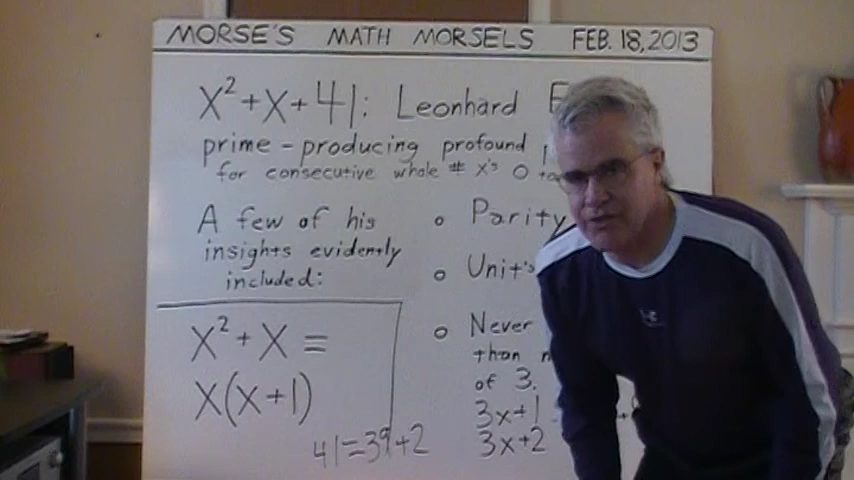 MORSE'S MATH MORSELS FEB. 18, 2013
X² + X + 41: Leonhard
prime-producing profound
for consecutive whole # x's 0
A few of his
insights evidently
included:
X² + X =
X(X+1)
41=39+2
o Parity
o Unit's
o Never
than
of 3.
3x+1
3x+2